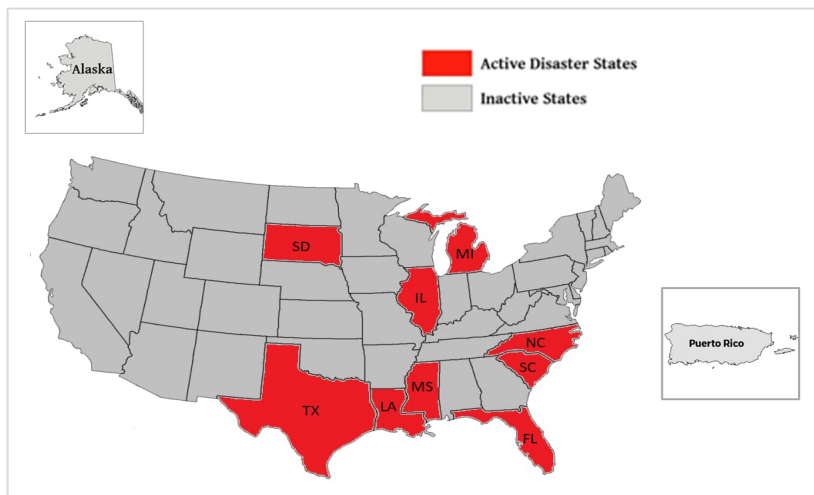 Alaska
Active Disaster States
Inactive States
SD
MI
IL
Puerto Rico
NC
SC
MS
LA
TX
FL